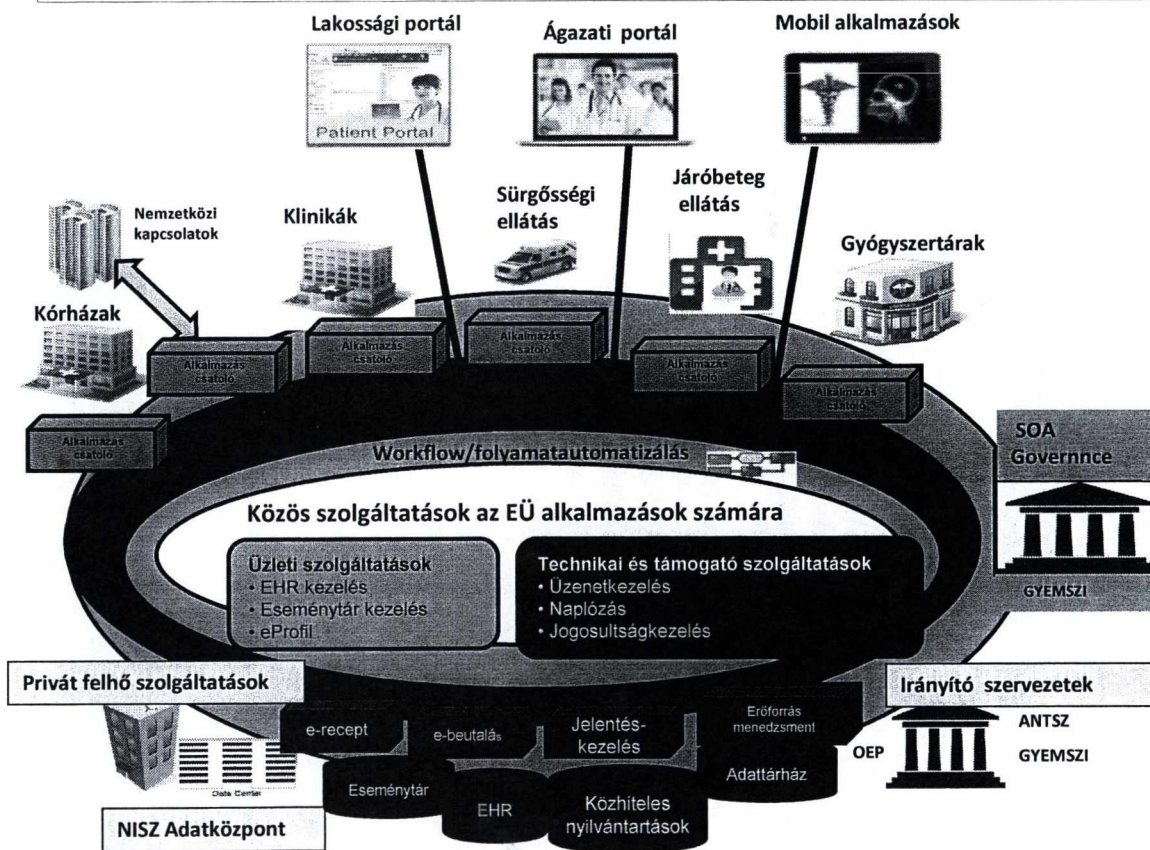 Lakossági portál
Ágazati portál
Mobil alkalmazások
Patient Portal
Nemzetközi
kapcsolatok
Klinikák
Sürgősségi
ellátás
Járóbeteg
ellátás
Gyógyszertárak
Kórházak
Alkalmazás
csatoló
Alkalmazás
csatoló
Alkalmazás
csatoló
Alkalmazás
csatoló
Alkalmazás
csatoló
Alkalmazás
csatoló
SOA
Governnce
GYEMSZI
Workflow/folyamatautomatizálás
Közös szolgáltatások az EÜ alkalmazások számára
Üzleti szolgáltatások
• EHR kezelés
• Eseménytár kezelés
• eProfil
Technikai és támogató szolgáltatások
• Üzenetkezelés
• Naplózás
• Jogosultságkezelés
Privát felhő szolgáltatások
Irányító szervezetek
e-recept
e-beutalás
Jelentés-
kezelés
Erőforrás
menedzsment
OEP
ANTSZ
GYEMSZI
Data Center
NISZ Adatközpont
Eseménytár
EHR
Közhiteles
nyilvántartások
Adattárház